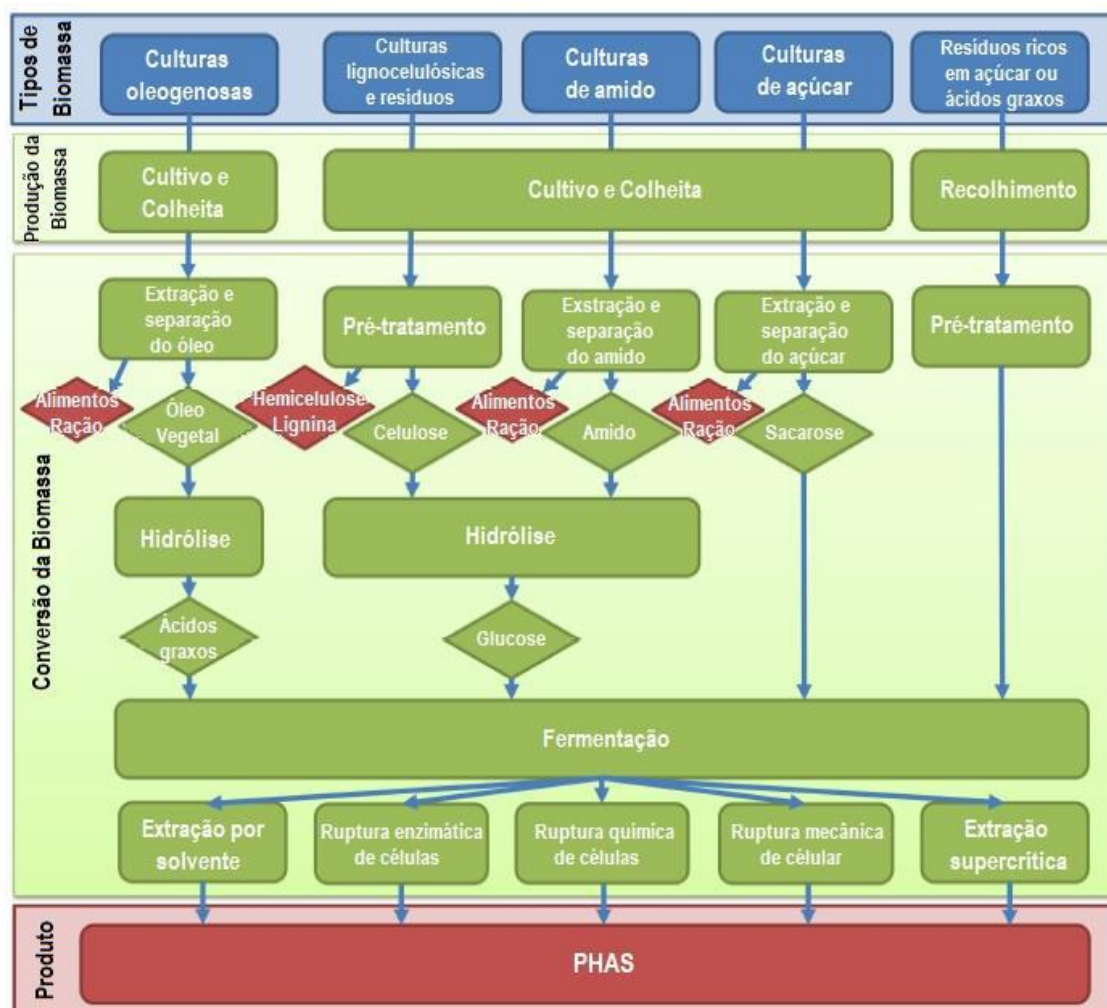 Tipos de
Biomassa
Culturas
oleogenosas
Culturas
lignocelulósicas
e resíduos
Culturas
de amido
Culturas
de açúcar
Resíduos ricos
em açúcar ou
ácidos graxos
Produção da
Biomassa
Cultivo e
Colheita
Cultivo e Colheita
Recolhimento
Conversão da Biomassa
Extração e
separação
do óleo
Pré-tratamento
Exstração e
separação
do amido
Extração e
separação
do açúcar
Pré-tratamento
Alimentos
Ração
Óleo
Vegetal
Hemicelulose
Lignina
Celulose
Alimentos
Ração
Amido
Alimentos
Ração
Sacarose
Hidrólise
Hidrólise
Ácidos
graxos
Glucose
Fermentação
Extração por
solvente
Ruptura enzimática
de células
Ruptura quimíca
de células
Ruptura mecânica
de célular
Extração
supercrítica
Produto
PHAS